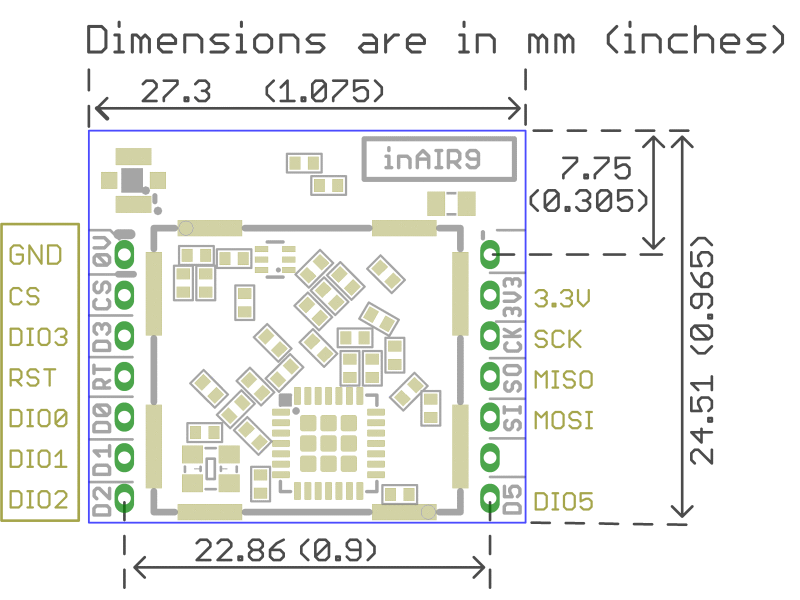 Dimensions are in mm (inches)
27.3 (1.075)
inAIR9
7.75
(0.305)
24.51 (0.965)
GND
CS
DIO3
RST
DIO0
DIO1
DIO2
0V
CS
D3
RT
D0
D1
D2
3V3
CK
SO
SI
D5
3.3V
SCK
MISO
MOSI
DIO5
22.86 (0.9)